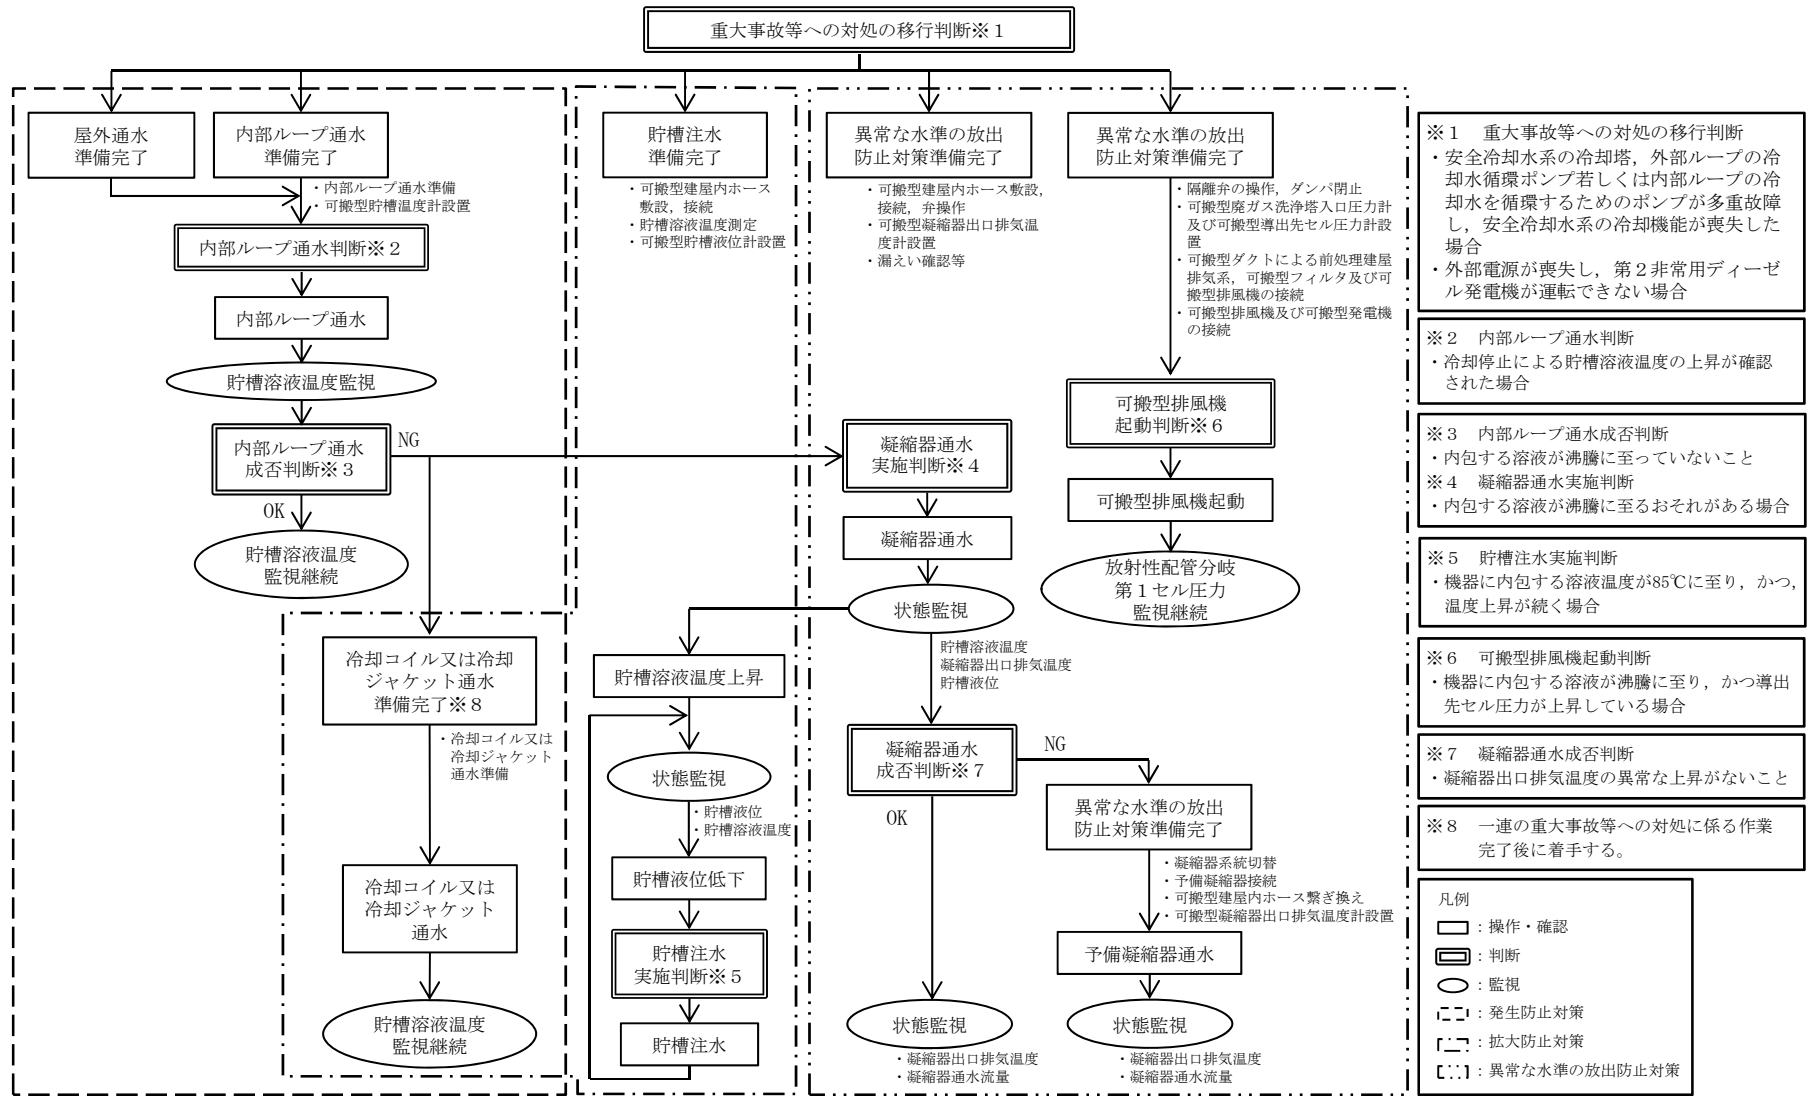 重大事故等への対処の移行判断※１
屋外通水
準備完了
内部ループ通水
準備完了
・内部ループ通水準備
・可搬型貯槽温度計設置
内部ループ通水判断※２
内部ループ通水
貯槽溶液温度監視
内部ループ通水
成否判断※３
NG
OK
貯槽溶液温度
監視継続
冷却コイル又は冷却
ジャケット通水
準備完了※８
・冷却コイル又は
冷却ジャケット
通水準備
冷却コイル又は
冷却ジャケット
通水
貯槽溶液温度
監視継続
貯槽注水
準備完了
・可搬型建屋内ホース
敷設，接続
・貯槽溶液温度測定
・可搬型貯槽液位計設置
貯槽溶液温度上昇
状態監視
・貯槽液位
・貯槽溶液温度
貯槽液位低下
貯槽注水
実施判断※５
貯槽注水
異常な水準の放出
防止対策準備完了
・可搬型建屋内ホース敷設，
接続，弁操作
・可搬型凝縮器出口排気温
度計設置
・漏えい確認等
凝縮器通水
実施判断※４
凝縮器通水
状態監視
貯槽溶液温度
凝縮器出口排気温度
貯槽液位
凝縮器通水
成否判断※７
NG
OK
状態監視
・凝縮器出口排気温度
・凝縮器通水流量
異常な水準の放出
防止対策準備完了
・隔離弁の操作，ダンパ閉止
・可搬型廃ガス洗浄塔入口圧力計
及び可搬型導出先セル圧力計設
置
・可搬型ダクトによる前処理建屋
排気系，可搬型フィルタ及び可
搬型排風機の接続
・可搬型排風機及び可搬型発電機
の接続
可搬型排風機
起動判断※６
可搬型排風機起動
放射性配管分岐
第１セル圧力
監視継続
異常な水準の放出
防止対策準備完了
・凝縮器系統切替
・予備凝縮器接続
・可搬型建屋内ホース繋ぎ換え
・可搬型凝縮器出口排気温度計設置
予備凝縮器通水
状態監視
・凝縮器出口排気温度
・凝縮器通水流量
※１　重大事故等への対処の移行判断
・安全冷却水系の冷却塔，外部ループの冷
却水循環ポンプ若しくは内部ループの冷
却水を循環するためのポンプが多重故障
し，安全冷却水系の冷却機能が喪失した
場合
・外部電源が喪失し，第２非常用ディーゼ
ル発電機が運転できない場合
※２　内部ループ通水判断
・冷却停止による貯槽溶液温度の上昇が確認
された場合
※３　内部ループ通水成否判断
・内包する溶液が沸騰に至っていないこと
※４　凝縮器通水実施判断
・内包する溶液が沸騰に至るおそれがある場合
※５　貯槽注水実施判断
・機器に内包する溶液温度が85℃に至り，かつ，
温度上昇が続く場合
※６　可搬型排風機起動判断
・機器に内包する溶液が沸騰に至り，かつ導出
先セル圧力が上昇している場合
※７　凝縮器通水成否判断
・凝縮器出口排気温度の異常な上昇がないこと
※８　一連の重大事故等への対処に係る作業
完了後に着手する。
凡例
：操作・確認
：判断
：監視
：発生防止対策
：拡大防止対策
：異常な水準の放出防止対策